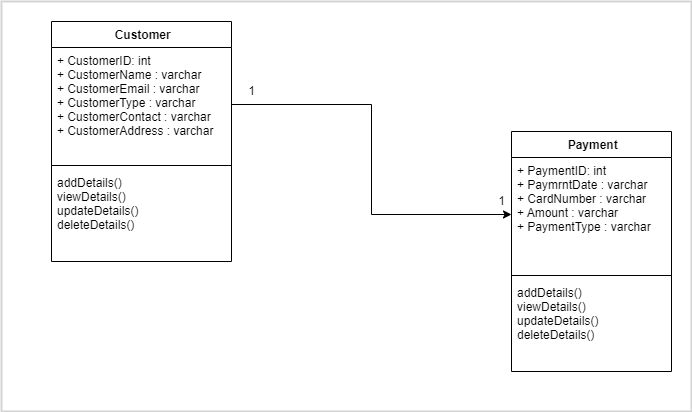 Customer
+ CustomerID: int
+ CustomerName : varchar
+ CustomerEmail : varchar
+ CustomerType : varchar
+ CustomerContact : varchar
+ CustomerAddress : varchar
addDetails()
viewDetails()
updateDetails()
deleteDetails()
1
1
Payment
+ PaymentID: int
+ PaymrntDate : varchar
+ CardNumber : varchar
+ Amount : varchar
+ PaymentType : varchar
addDetails()
viewDetails()
updateDetails()
deleteDetails()